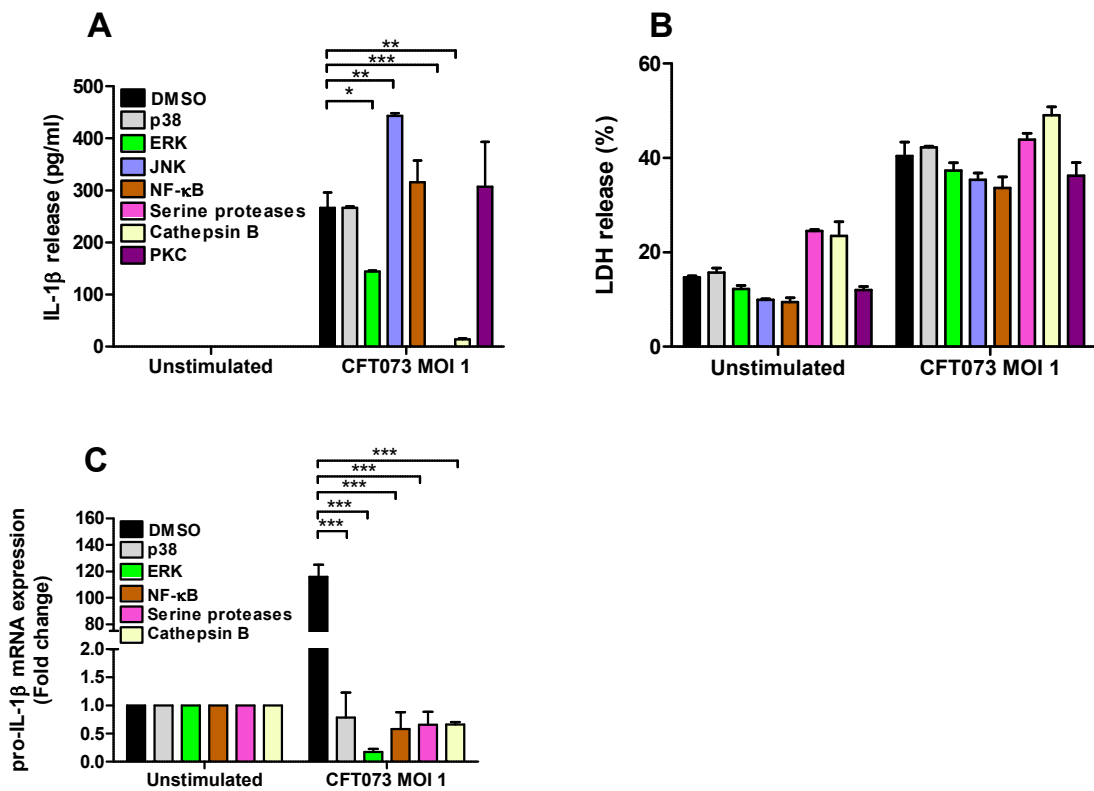 A
**
***
**
*
IL-1β release (pg/ml)
500
400
300
200
100
0
DMSO
p38
ERK
JNK
NF-κB
Serine proteases
Cathepsin B
PKC
Unstimulated
CFT073 MOI 1
B
LDH release (%)
60
40
20
0
Unstimulated
CFT073 MOI 1
C
***
***
***
***
***
pro-IL-1β mRNA expression
(Fold change)
160
140
120
100
80
2.0
1.5
1.0
0.5
0.0
DMSO
p38
ERK
NF-κB
Serine proteases
Cathepsin B
Unstimulated
CFT073 MOI 1